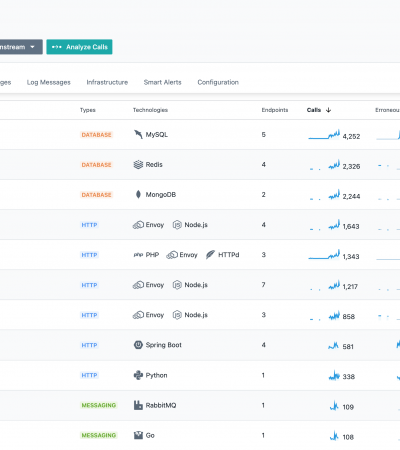 nstream Analyze Calls
ges Log Messages Infrastructure Smart Alerts Configuration
Types Technologies Endpoints Calls ↓ Erroneou
DATABASE MySQL 5 4,252
DATABASE Redis 4 2,326
DATABASE MongoDB 2 2,244
HTTP Envoy Node.js 4 1,643
HTTP php PHP Envoy HTTPd 3 1,343
HTTP Envoy Node.js 7 1,217
HTTP Envoy Node.js 3 858
HTTP Spring Boot 4 581
HTTP Python 1 338
MESSAGING RabbitMQ 1 109
MESSAGING Go 1 108